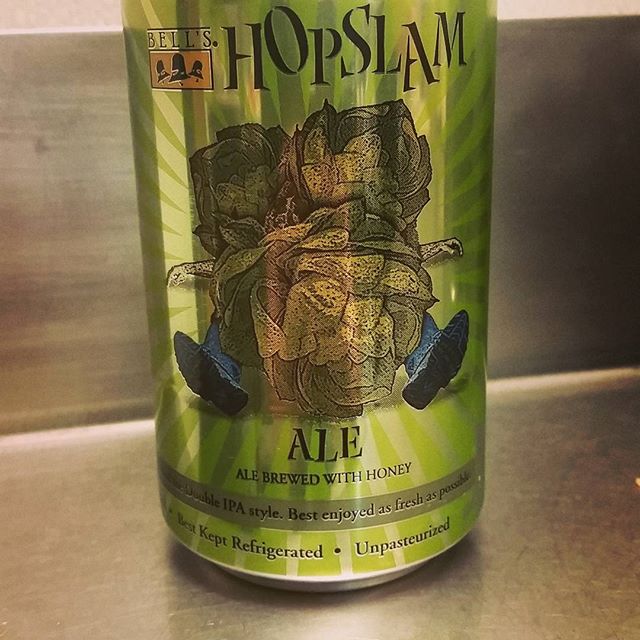 BELL'S
HOPSLAM
ALE
ALE BREWED WITH HONEY
Double IPA style. Best enjoyed as fresh as possible
• Best Kept Refrigerated • Unpasteurized